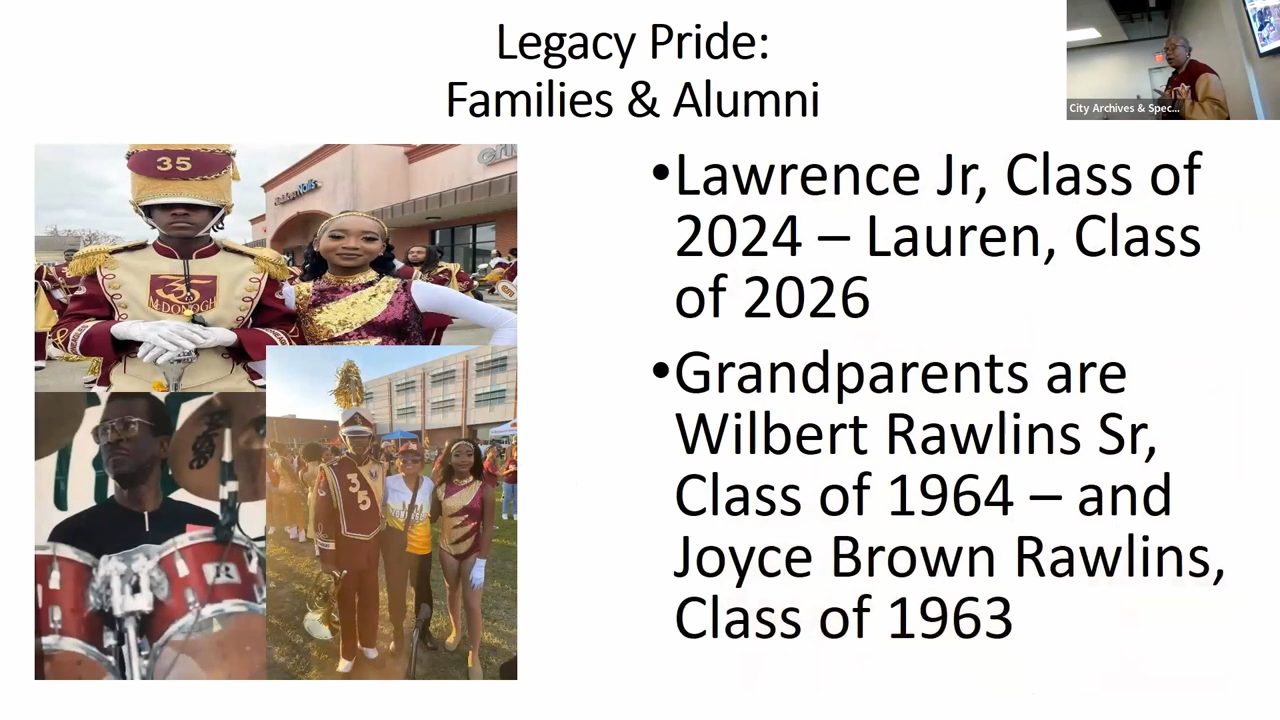 Legacy Pride:
Families & Alumni
City Archives & Spec...
•Lawrence Jr, Class of
2024 – Lauren, Class
of 2026
•Grandparents are
Wilbert Rawlins Sr,
Class of 1964 – and
Joyce Brown Rawlins,
Class of 1963
35
35
McDONOGH
35